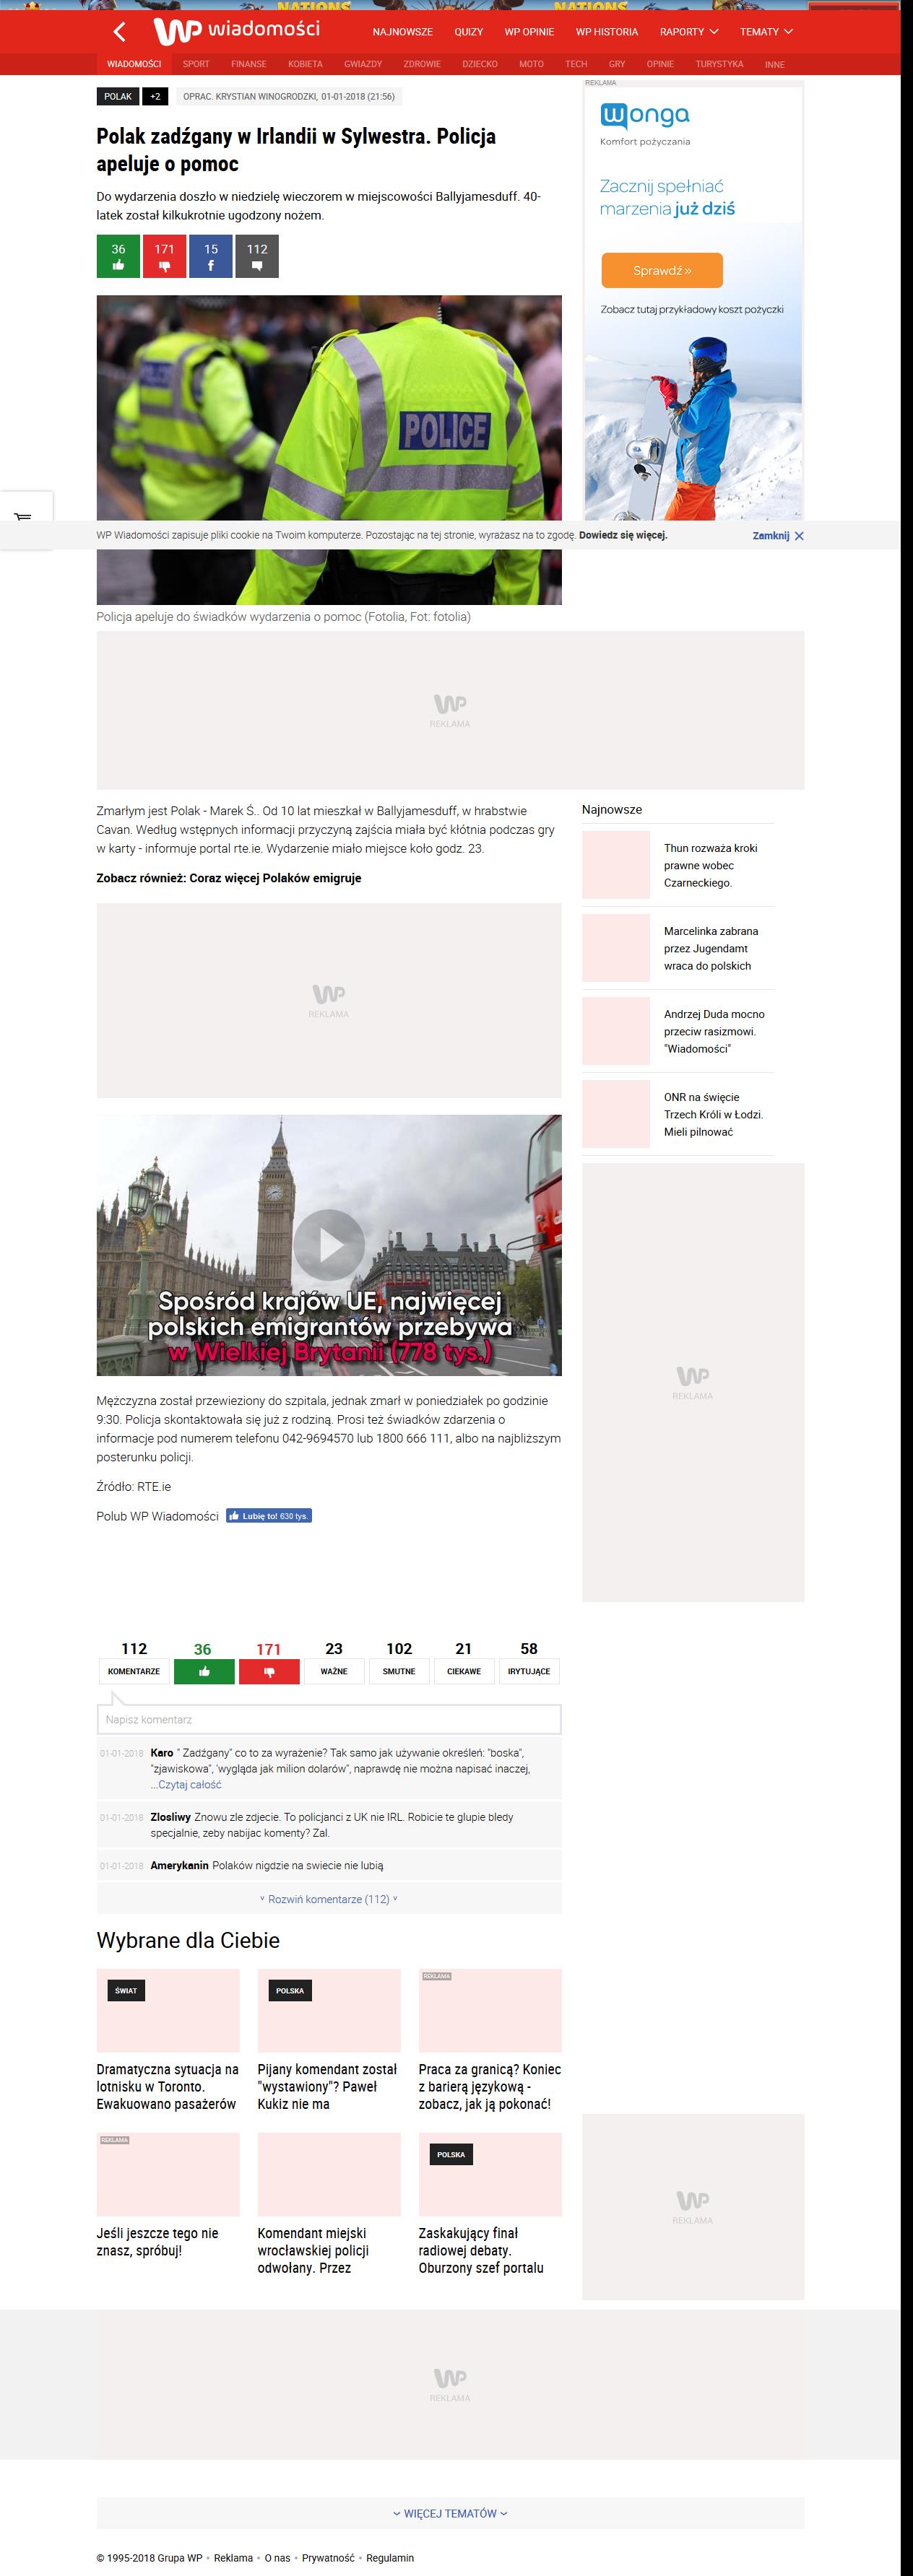 NATIONS NATIONS
WP wiadomości
NAJNOWSZE QUIZY WP OPINIE WP HISTORIA RAPORTY TEMATY
WIADOMOŚCI SPORT FINANSE KOBIETA GWIAZDY ZDROWIE DZIECKO MOTO TECH GRY OPINIE TURYSTYKA INNE
POLAK +2 OPRAC. KRYSTIAN WINOGRODZKI, 01-01-2018 (21:56)
Polak zadźgany w Irlandii w Sylwestra. Policja
apeluje o pomoc
Do wydarzenia doszło w niedzielę wieczorem w miejscowości Ballyjamesduff. 40-
latek został kilkukrotnie ugodzony nożem.
36 171 15 112
f
REKLAMA
wonga
Komfort pożyczania
Zacznij spełniać
marzenia już dziś
Sprawdź »
Zobacz tutaj przykładowy koszt pożyczki
POLICE
WP Wiadomości zapisuje pliki cookie na Twoim komputerze. Pozostając na tej stronie, wyrażasz na to zgodę. Dowiedz się więcej. Zamknij
Policja apeluje do świadków wydarzenia o pomoc (Fotolia, Fot: fotolia)
WP
REKLAMA
Zmarłym jest Polak - Marek Ś.. Od 10 lat mieszkał w Ballyjamesduff, w hrabstwie
Cavan. Według wstępnych informacji przyczyną zajścia miała być kłótnia podczas gry
w karty - informuje portal rte.ie. Wydarzenie miało miejsce koło godz. 23.
Zobacz również: Coraz więcej Polaków emigruje
WP
REKLAMA
Spośród krajów UE, najwięcej
polskich emigrantów przebywa
w Wielkiej Brytanii (778 tys.)
Mężczyzna został przewieziony do szpitala, jednak zmarł w poniedziałek po godzinie
9:30. Policja skontaktowała się już z rodziną. Prosi też świadków zdarzenia o
informacje pod numerem telefonu 042-9694570 lub 1800 666 111, albo na najbliższym
posterunku policji.
Źródło: RTE.ie
Polub WP Wiadomości Lubię to! 630 tys.
Najnowsze
Thun rozważa kroki
prawne wobec
Czarneckiego.
Marcelinka zabrana
przez Jugendamt
wraca do polskich
Andrzej Duda mocno
przeciw rasizmowi.
"Wiadomości"
ONR na święcie
Trzech Króli w Łodzi.
Mieli pilnować
WP
REKLAMA
112 36 171 23 102 21 58
KOMENTARZE WAŻNE SMUTNE CIEKAWE IRYTUJĄCE
Napisz komentarz
01-01-2018 Karo " Zadźgany" co to za wyrażenie? Tak samo jak używanie określeń: "boska",
"zjawiskowa", 'wygląda jak milion dolarów", naprawdę nie można napisać inaczej,
...Czytaj całość
01-01-2018 Zlosliwy Znowu zle zdjecie. To policjanci z UK nie IRL. Robicie te glupie bledy
specjalnie, zeby nabijac komenty? Zal.
01-01-2018 Amerykanin Polaków nigdzie na swiecie nie lubią
Rozwiń komentarze (112)
Wybrane dla Ciebie
ŚWIAT
Dramatyczna sytuacja na
lotnisku w Toronto.
Ewakuowano pasażerów
POLSKA
Pijany komendant został
"wystawiony"? Paweł
Kukiz nie ma
REKLAMA
Praca za granicą? Koniec
z barierą językową -
zobacz, jak ją pokonać!
REKLAMA
Jeśli jeszcze tego nie
znasz, spróbuj!
Komendant miejski
wrocławskiej policji
odwołany. Przez
POLSKA
Zaskakujący finał
radiowej debaty.
Oburzony szef portalu
WP
REKLAMA
WP
REKLAMA
WIĘCEJ TEMATÓW
© 1995-2018 Grupa WP • Reklama • O nas • Prywatność • Regulamin